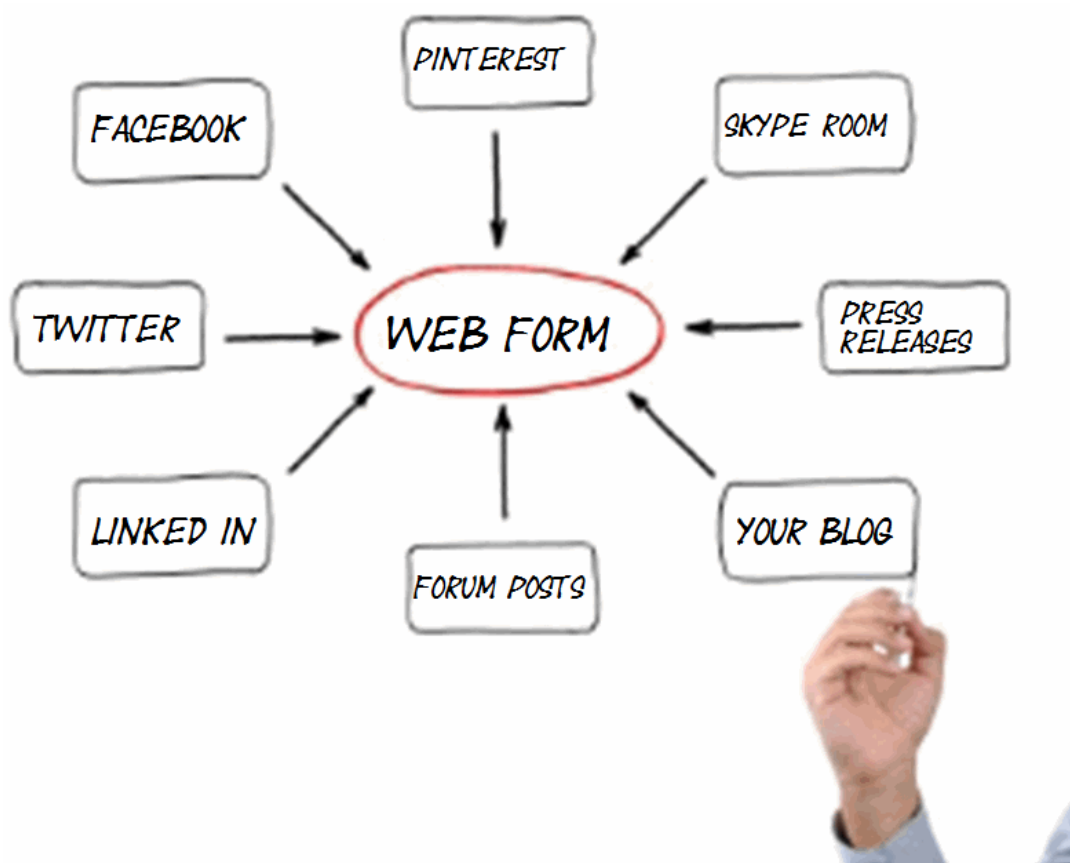 PINTEREST
FACEBOOK
SKYPE ROOM
TWITTER
WEB FORM
PRESS
RELEASES
LINKED IN
YOUR BLOG
FORUM POSTS